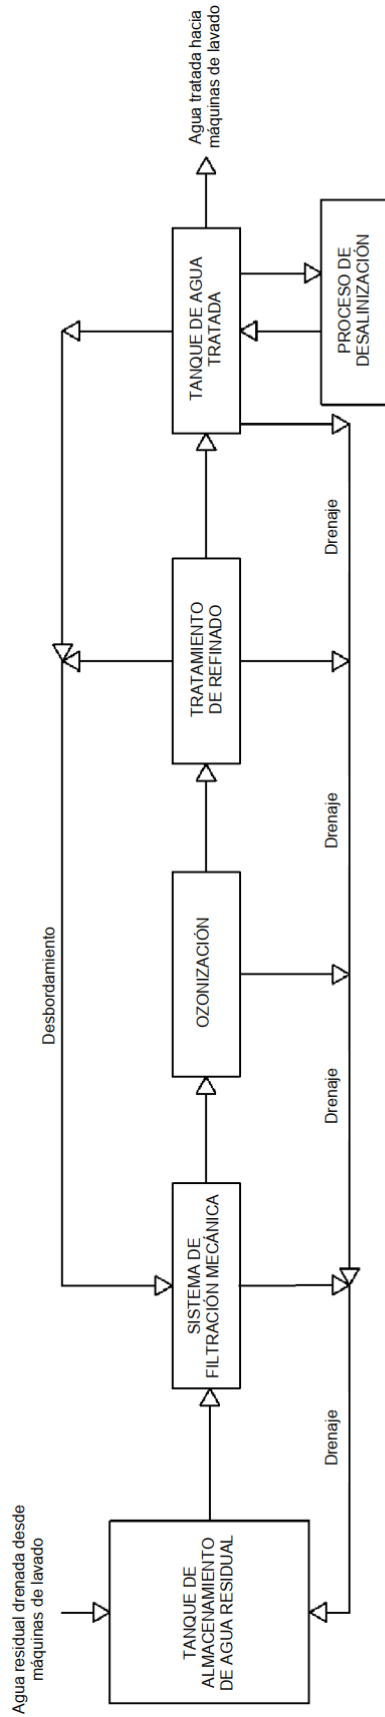 Agua residual drenada desde
máquinas de lavado
TANQUE DE
ALMACENAMIENTO
DE AGUA RESIDUAL
SISTEMA DE
FILTRACIÓN MECÁNICA
OZONIZACIÓN
TRATAMIENTO
DE REFINADO
TANQUE DE AGUA
TRATADA
Agua tratada hacia
máquinas de lavado
PROCESO DE
DESALINIZACIÓN
Desbordamiento
Drenaje
Drenaje
Drenaje
Drenaje